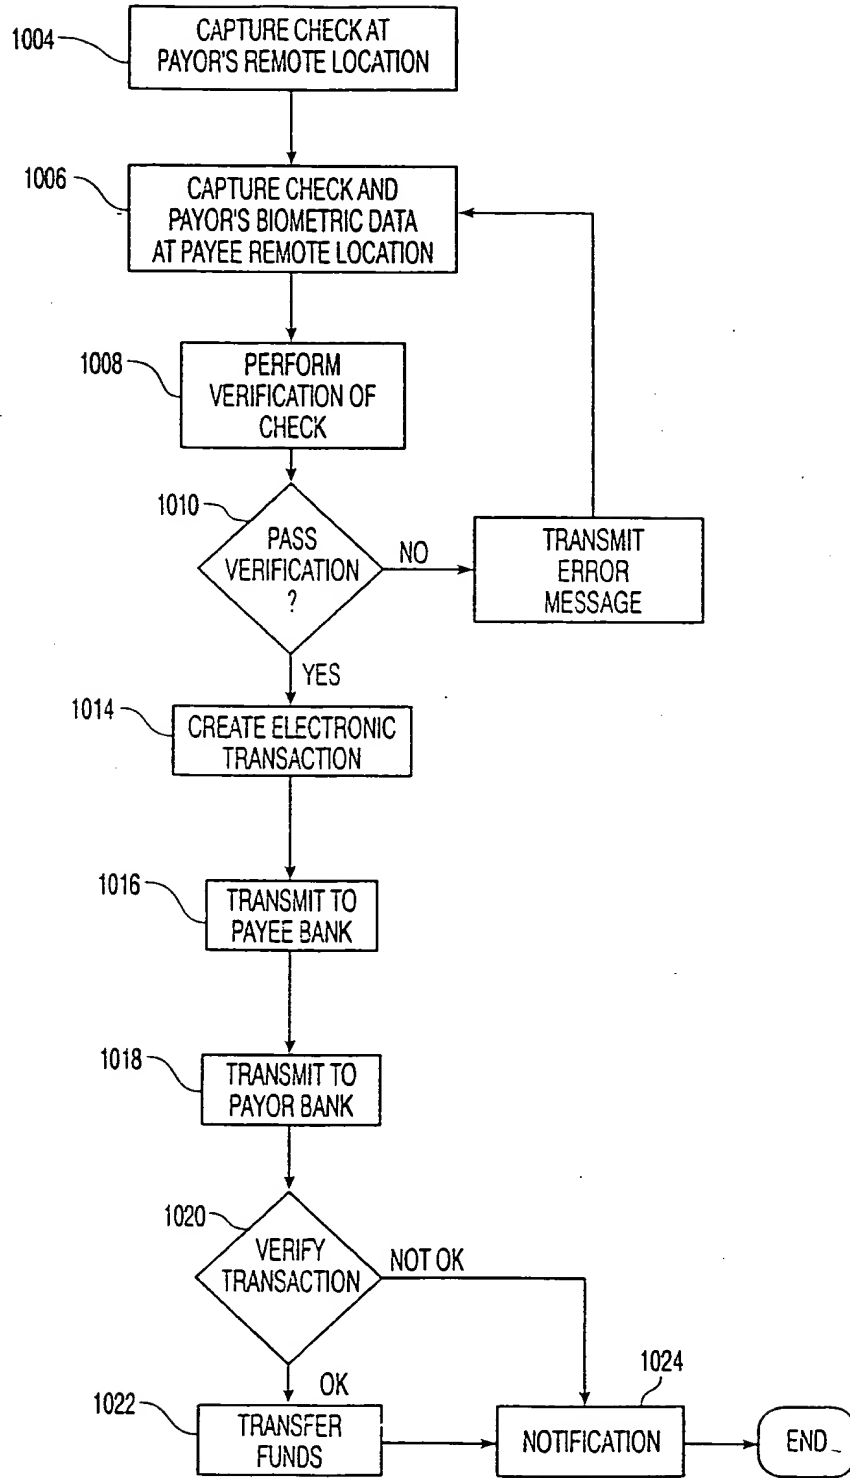 1004
CAPTURE CHECK AT
PAYOR'S REMOTE LOCATION
1006
CAPTURE CHECK AND
PAYOR'S BIOMETRIC DATA
AT PAYEE REMOTE LOCATION
1008
PERFORM
VERIFICATION OF
CHECK
1010
PASS
VERIFICATION
?
NO
TRANSMIT
ERROR
MESSAGE
YES
1014
CREATE ELECTRONIC
TRANSACTION
1016
TRANSMIT TO
PAYEE BANK
1018
TRANSMIT TO
PAYOR BANK
1020
VERIFY
TRANSACTION
NOT OK
OK
1022
TRANSFER
FUNDS
1024
NOTIFICATION
END